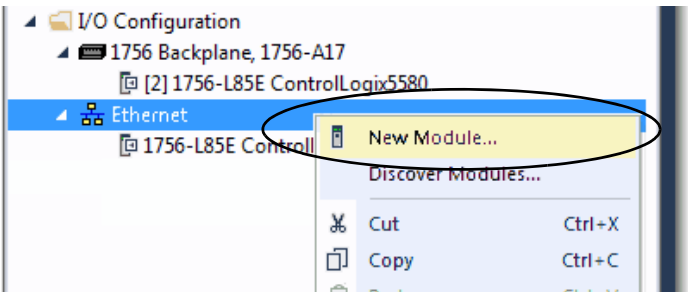 I/O Configuration
1756 Backplane, 1756-A17
[2] 1756-L85E ControlLogix5580
Ethernet
1756-L85E Controll
New Module...
Discover Modules...
Cut Ctrl+X
Copy Ctrl+C